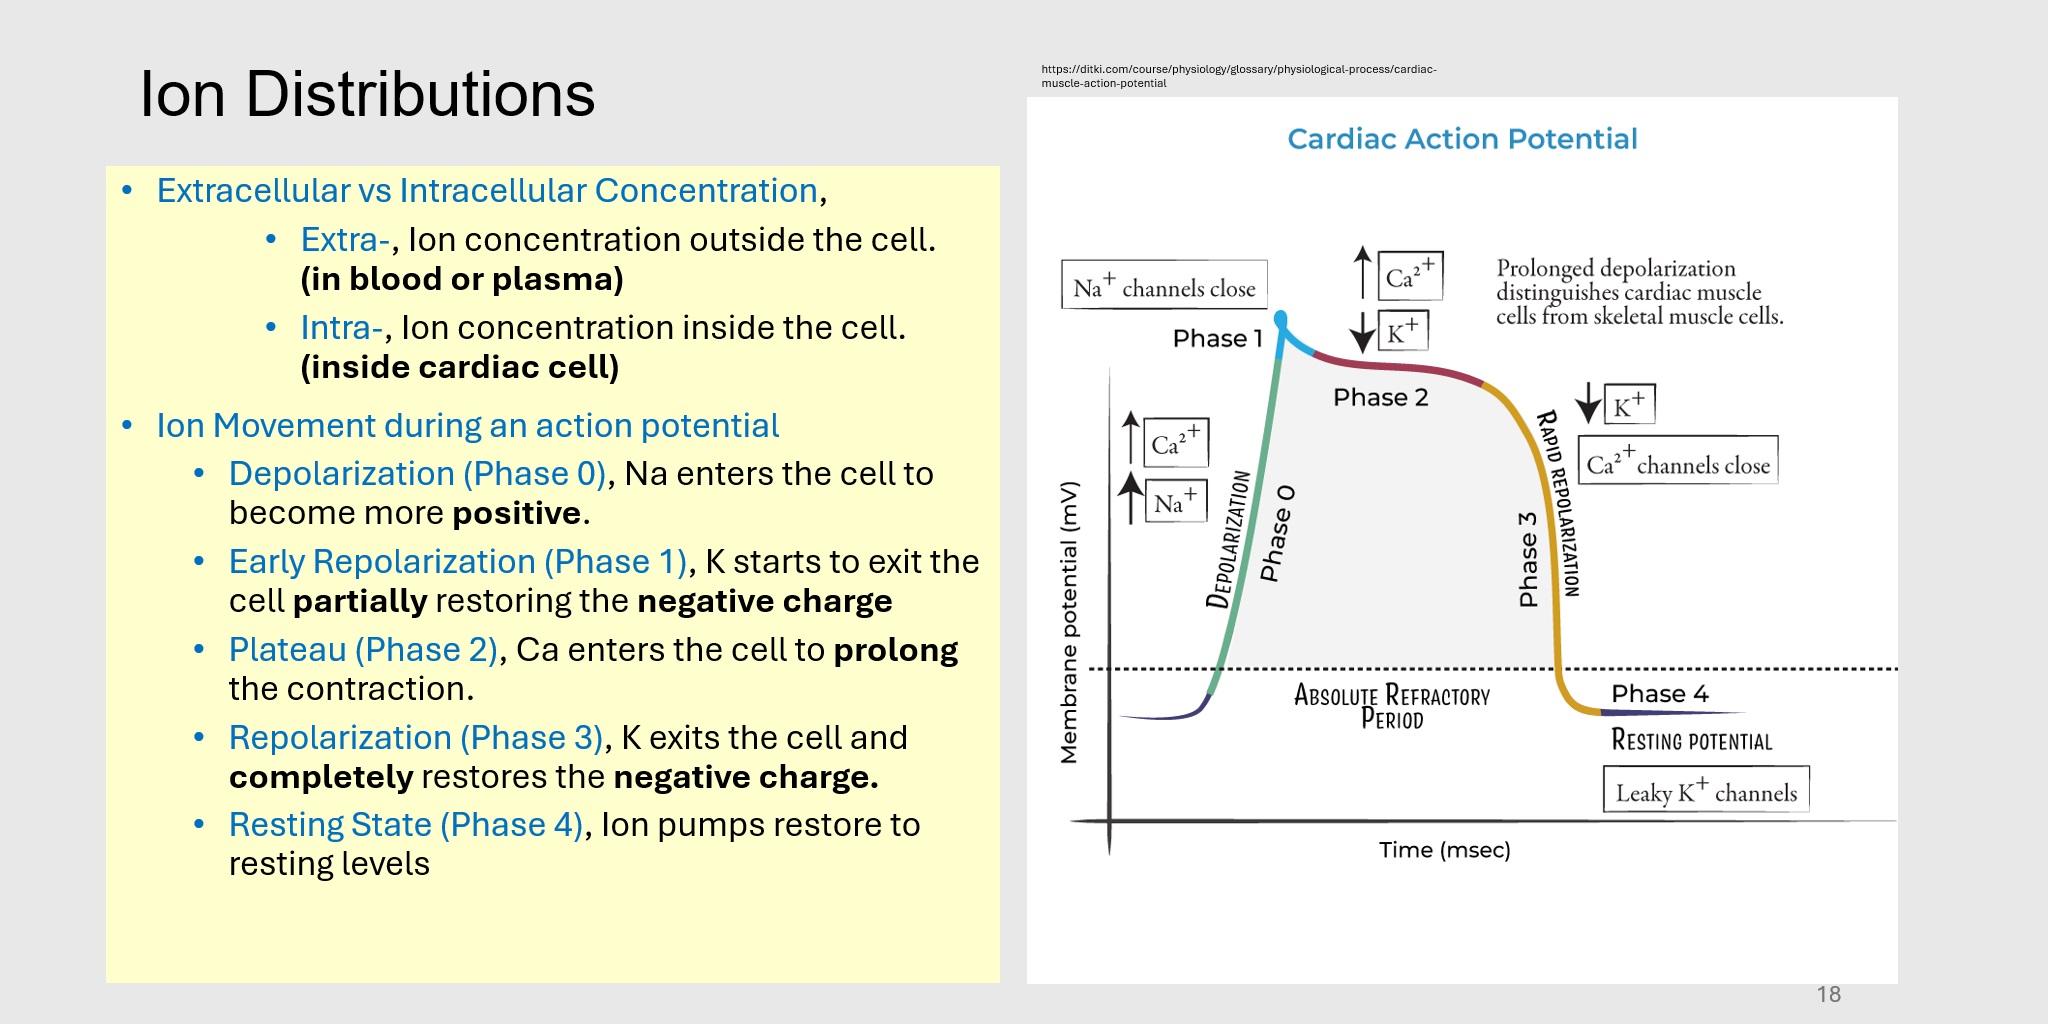 Ion Distributions
• Extracellular vs Intracellular Concentration,
• Extra-, Ion concentration outside the cell.
(in blood or plasma)
• Intra-, Ion concentration inside the cell.
(inside cardiac cell)
• Ion Movement during an action potential
• Depolarization (Phase 0), Na enters the cell to
become more positive.
• Early Repolarization (Phase 1), K starts to exit the
cell partially restoring the negative charge
• Plateau (Phase 2), Ca enters the cell to prolong
the contraction.
• Repolarization (Phase 3), K exits the cell and
completely restores the negative charge.
• Resting State (Phase 4), Ion pumps restore to
resting levels
https://ditki.com/course/physiology/glossary/physiological-process/cardiac-
muscle-action-potential
Cardiac Action Potential
Na⁺ channels close
Phase 1
Ca²⁺
K⁺
Prolonged depolarization
distinguishes cardiac muscle
cells from skeletal muscle cells.
Phase 2
K⁺
Ca²⁺ channels close
Ca²⁺
Na⁺
DEPOLARIZATION
Phase 0
Phase 3
RAPID REPOLARIZATION
Membrane potential (mV)
ABSOLUTE REFRACTORY
PERIOD
Phase 4
RESTING POTENTIAL
Leaky K⁺ channels
Time (msec)
18